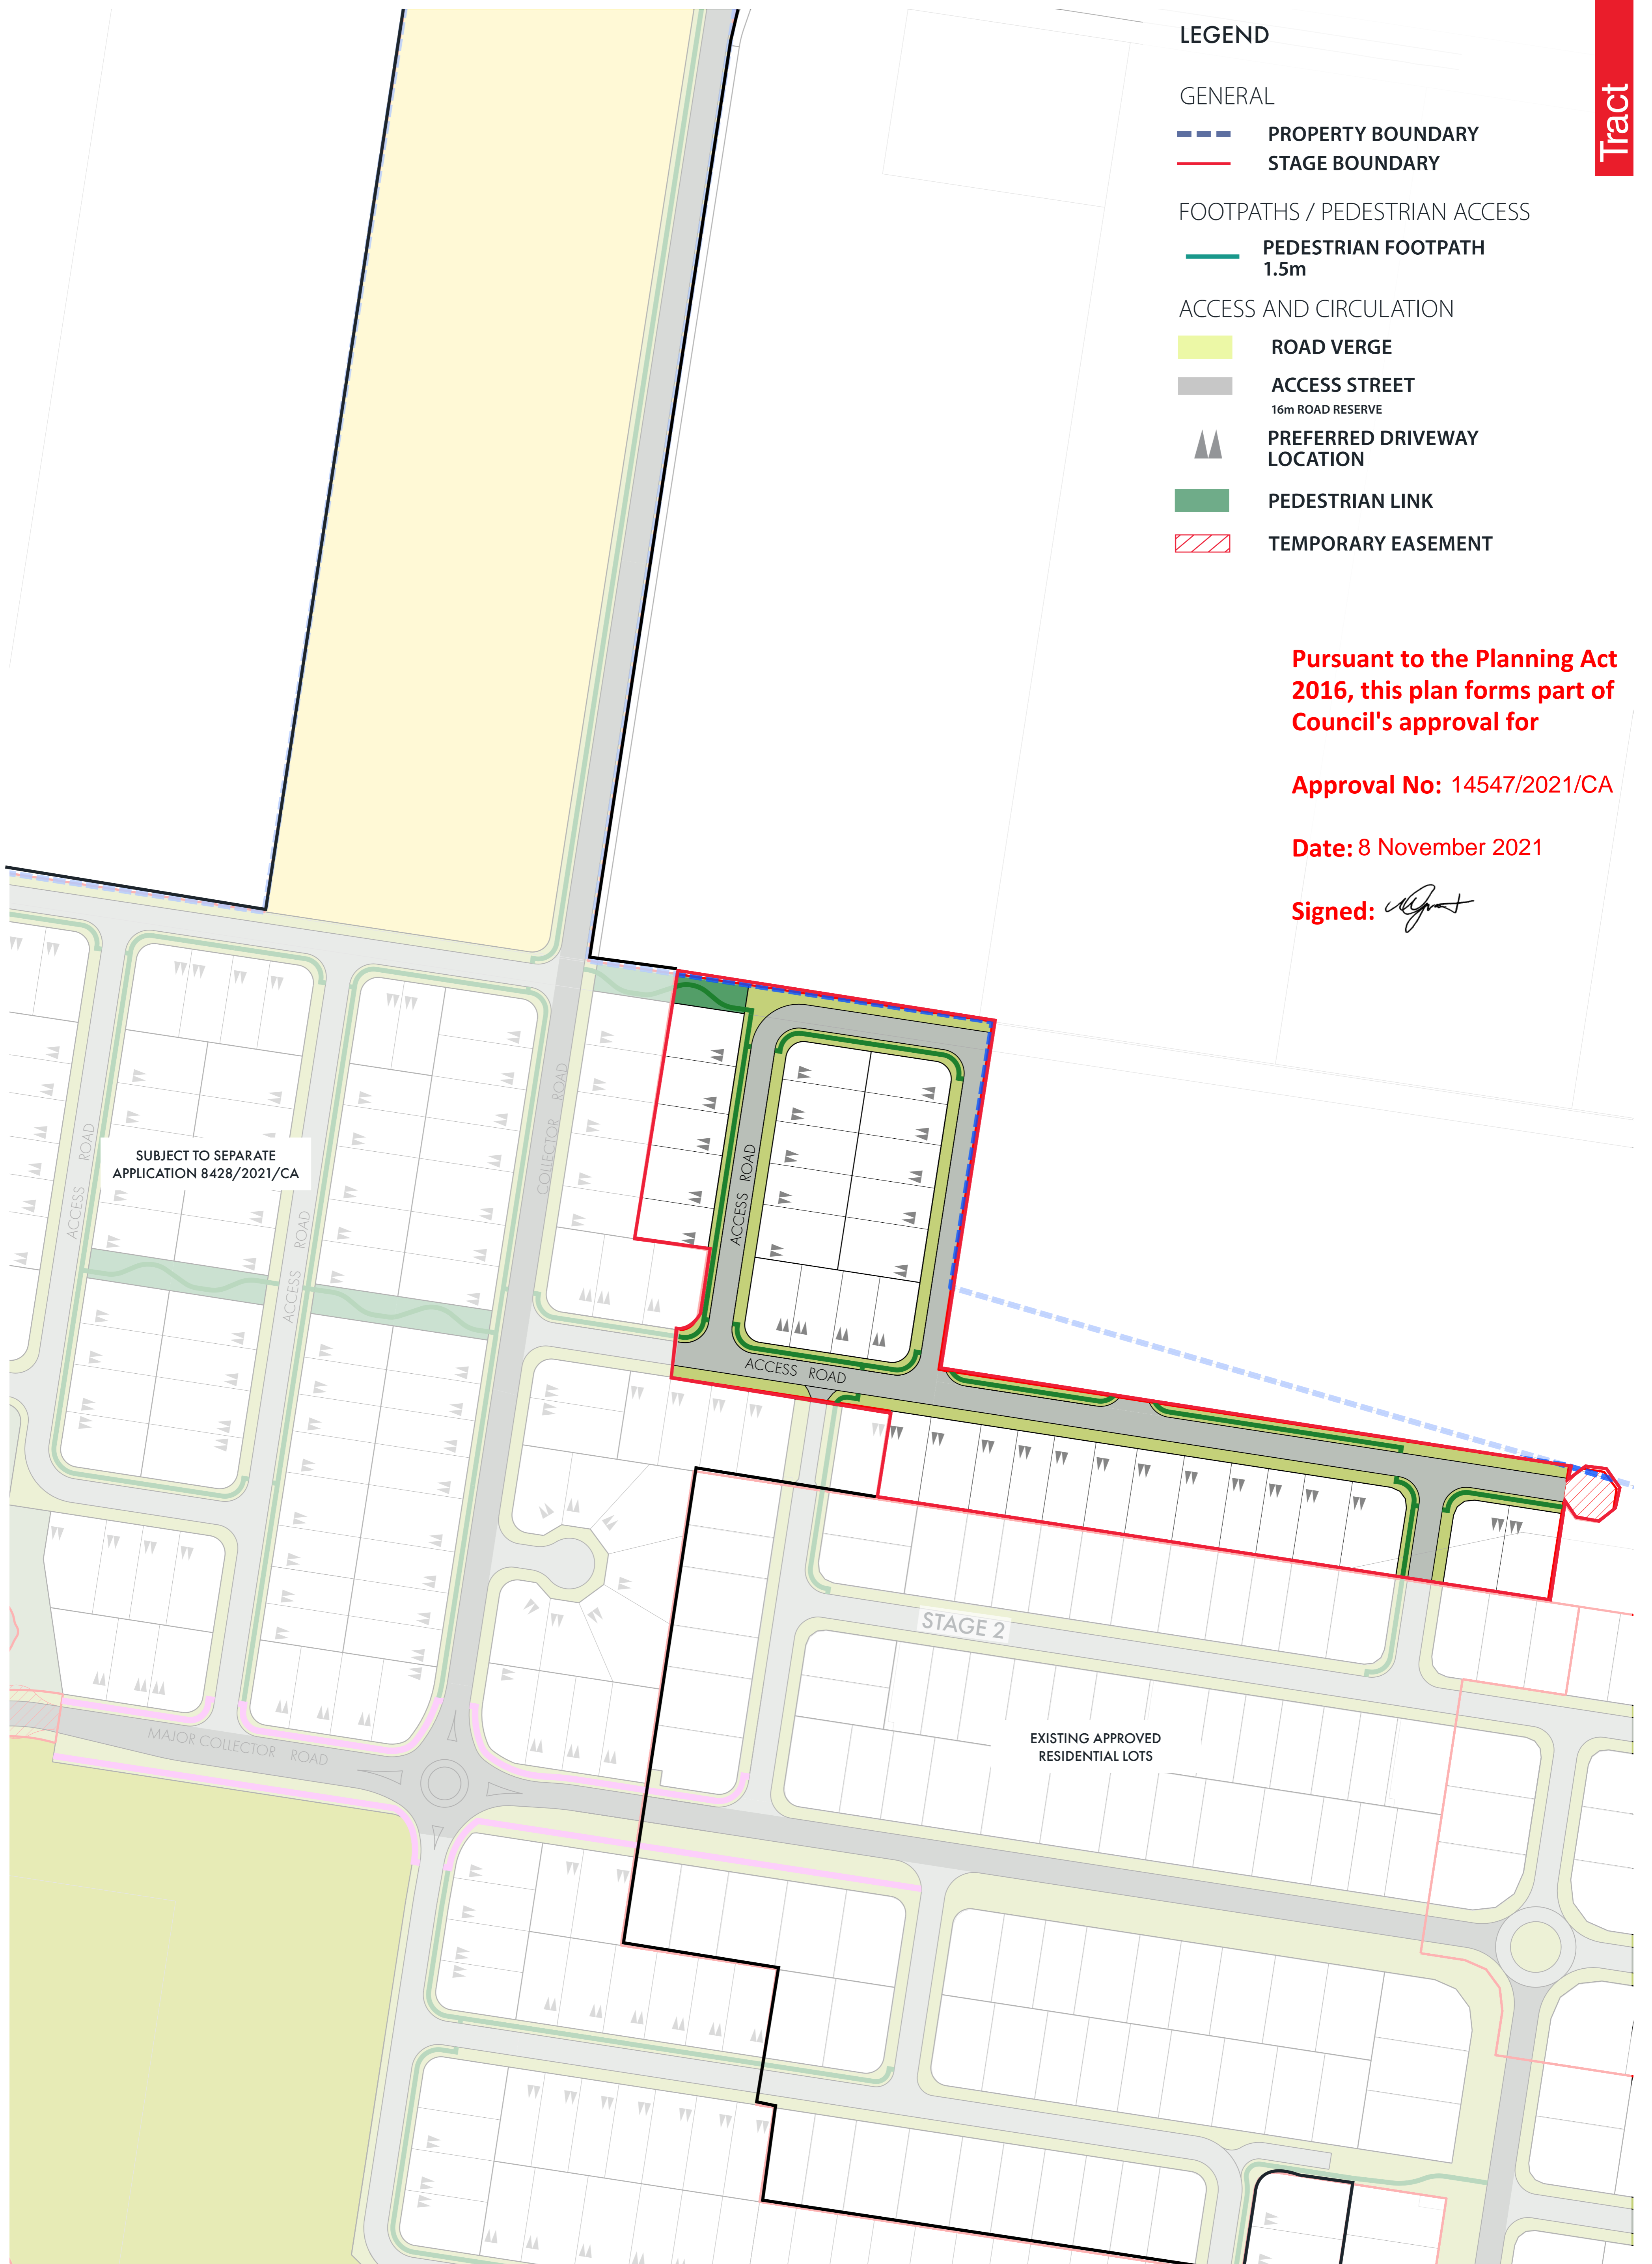 LEGEND
Tract
GENERAL
PROPERTY BOUNDARY
STAGE BOUNDARY
FOOTPATHS / PEDESTRIAN ACCESS
PEDESTRIAN FOOTPATH
1.5m
ACCESS AND CIRCULATION
ROAD VERGE
ACCESS STREET
16m ROAD RESERVE
PREFERRED DRIVEWAY
LOCATION
PEDESTRIAN LINK
TEMPORARY EASEMENT
Pursuant to the Planning Act
2016, this plan forms part of
Council's approval for
Approval No: 14547/2021/CA
Date: 8 November 2021
Signed:
SUBJECT TO SEPARATE
APPLICATION 8428/2021/CA
ACCESS ROAD
ACCESS ROAD
COLLECTOR ROAD
ACCESS ROAD
ACCESS ROAD
STAGE 2
MAJOR COLLECTOR ROAD
EXISTING APPROVED
RESIDENTIAL LOTS